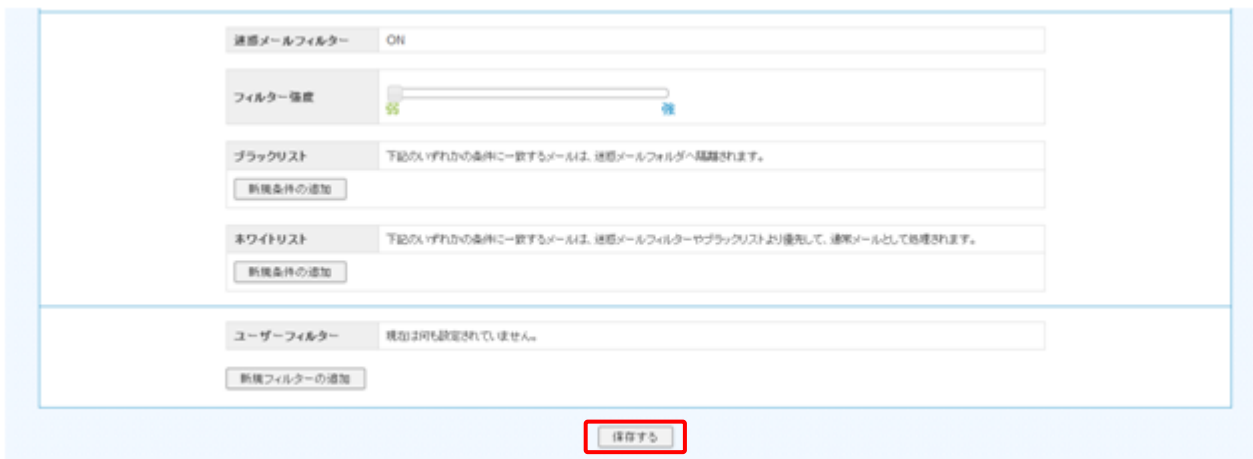 迷惑メールフィルター ON
フィルター強度
弱 強
ブラックリスト 下記のいずれかの条件に一致するメールは、迷惑メールフォルダへ隔離されます。
新規条件の追加
ホワイトリスト 下記のいずれかの条件に一致するメールは、迷惑メールフィルターやブラックリストより優先して、通常メールとして処理されます。
新規条件の追加
ユーザーフィルター 現在は何も設定されていません。
新規フィルターの追加
保存する